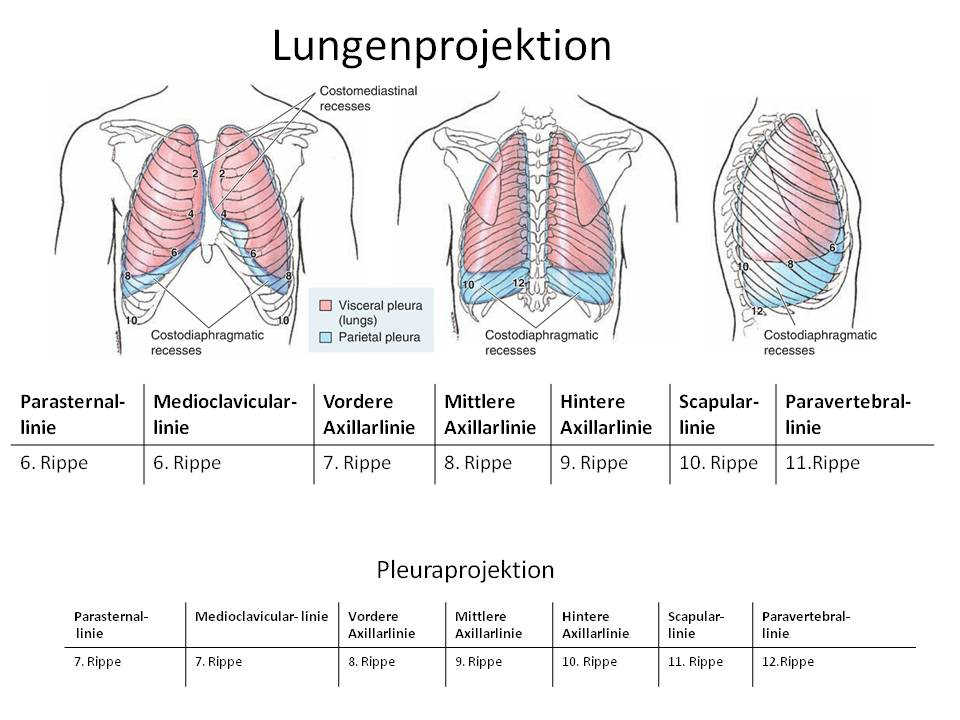 Lungenprojektion
Costomediastinal
recesses
2 2
4 4
6 6
8 8
10 10
Costodiaphragmatic
recesses
Visceral pleura
(lungs)
Parietal pleura
10 12
Costodiaphragmatic
recesses
6
8
10
12
Costodiaphragmatic
recesses
Parasternal-
linie
Medioclavicular-
linie
Vordere
Axillarlinie
Mittlere
Axillarlinie
Hintere
Axillarlinie
Scapular-
linie
Paravertebral-
linie
6. Rippe
6. Rippe
7. Rippe
8. Rippe
9. Rippe
10. Rippe
11.Rippe
Pleuraprojektion
Parasternal-
linie
Medioclavicular- linie
Vordere
Axillarlinie
Mittlere
Axillarlinie
Hintere
Axillarlinie
Scapular-
linie
Paravertebral-
linie
7. Rippe
7. Rippe
8. Rippe
9. Rippe
10. Rippe
11. Rippe
12.Rippe